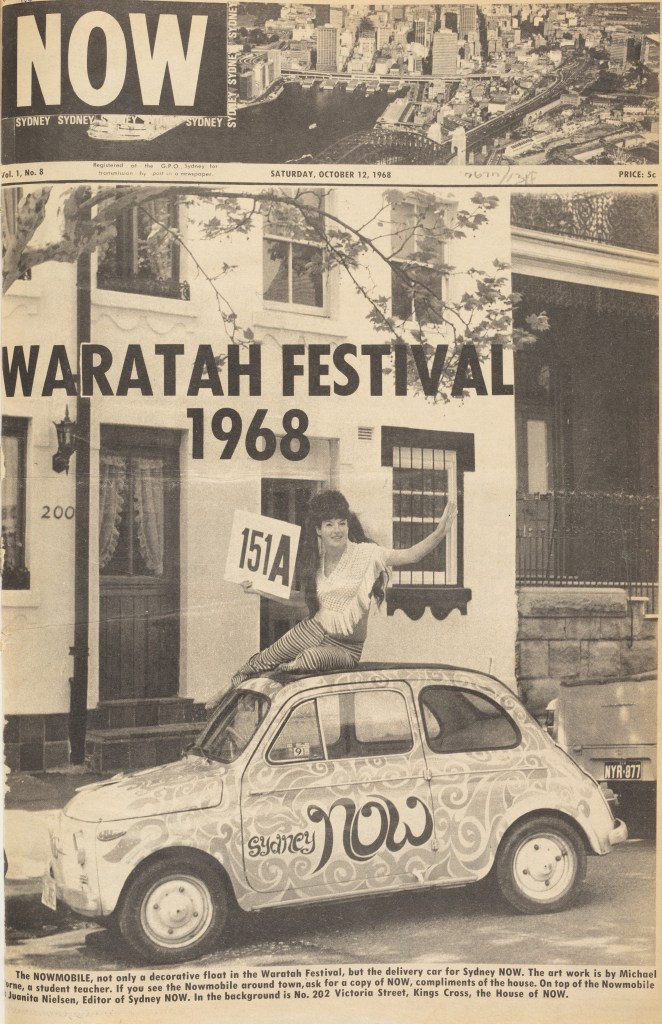 NOW
SYDNEY SYDNEY SYDNEY SYDNEY SYDNEY
SYDNEY SYDNEY SYDNEY
Vol. 1, No. 8
Registered at the G.P.O. Sydney for
transmission by post as a newspaper.
SATURDAY, OCTOBER 12, 1968
PRICE: 5c
WARATAH FESTIVAL
1968
200
151A
NYR·877
sydney NOW
The NOWMOBILE, not only a decorative float in the Waratah Festival, but the delivery car for Sydney NOW. The art work is by Michael
orne, a student teacher. If you see the Nowmobile around town, ask for a copy of NOW, compliments of the house. On top of the Nowmobile
Juanita Nielsen, Editor of Sydney NOW. In the background is No. 202 Victoria Street, Kings Cross, the House of NOW.